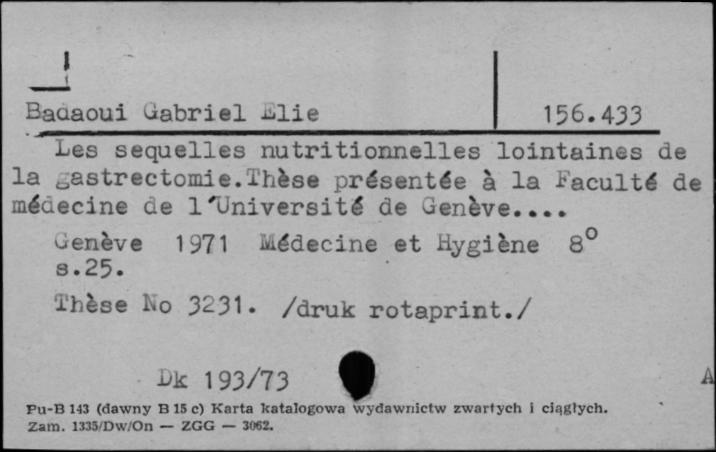 Badaoui Gabriel Elie 156.433
Les sequelles nutritionnelles lointaines de
la gastrectomie.Thèse présentée à la Faculté de
médecine de l'Université de Genève....
Genève 1971 Médecine et Hygiène 8°
s.25.
Thèse No 3231. /druk rotaprint./
Dk 193/73
A
Pu-B 143 (dawny B 15 c) Karta katalogowa wydawnictw zwartych i ciągłych.
Zam. 1335/Dw/On — ZGG — 3062.